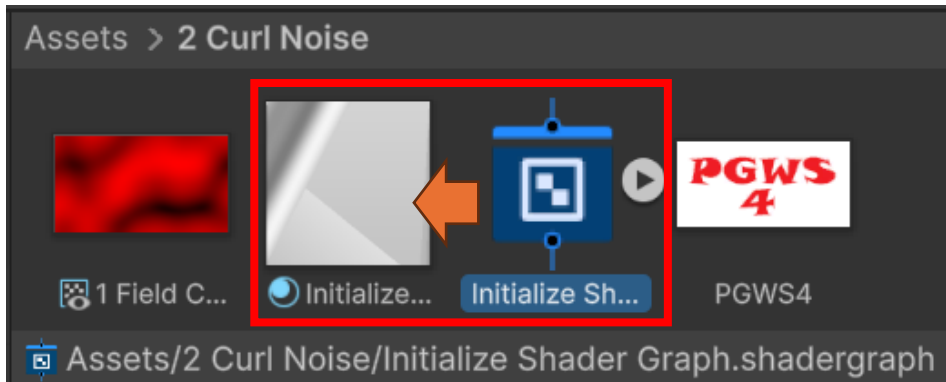 Assets > 2 Curl Noise
PGWS
4
1 Field C...
Initialize...
Initialize Sh...
PGWS4
Assets/2 Curl Noise/Initialize Shader Graph.shadergraph